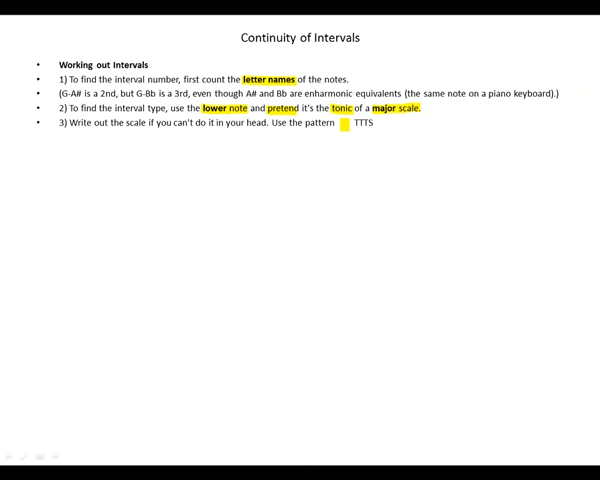 Continuity of Intervals
• Working out Intervals
• 1) To find the interval number, first count the letter names of the notes.
• (G-A# is a 2nd, but G-Bb is a 3rd, even though A# and Bb are enharmonic equivalents (the same note on a piano keyboard).)
• 2) To find the interval type, use the lower note and pretend it's the tonic of a major scale.
• 3) Write out the scale if you can't do it in your head. Use the pattern TTTS